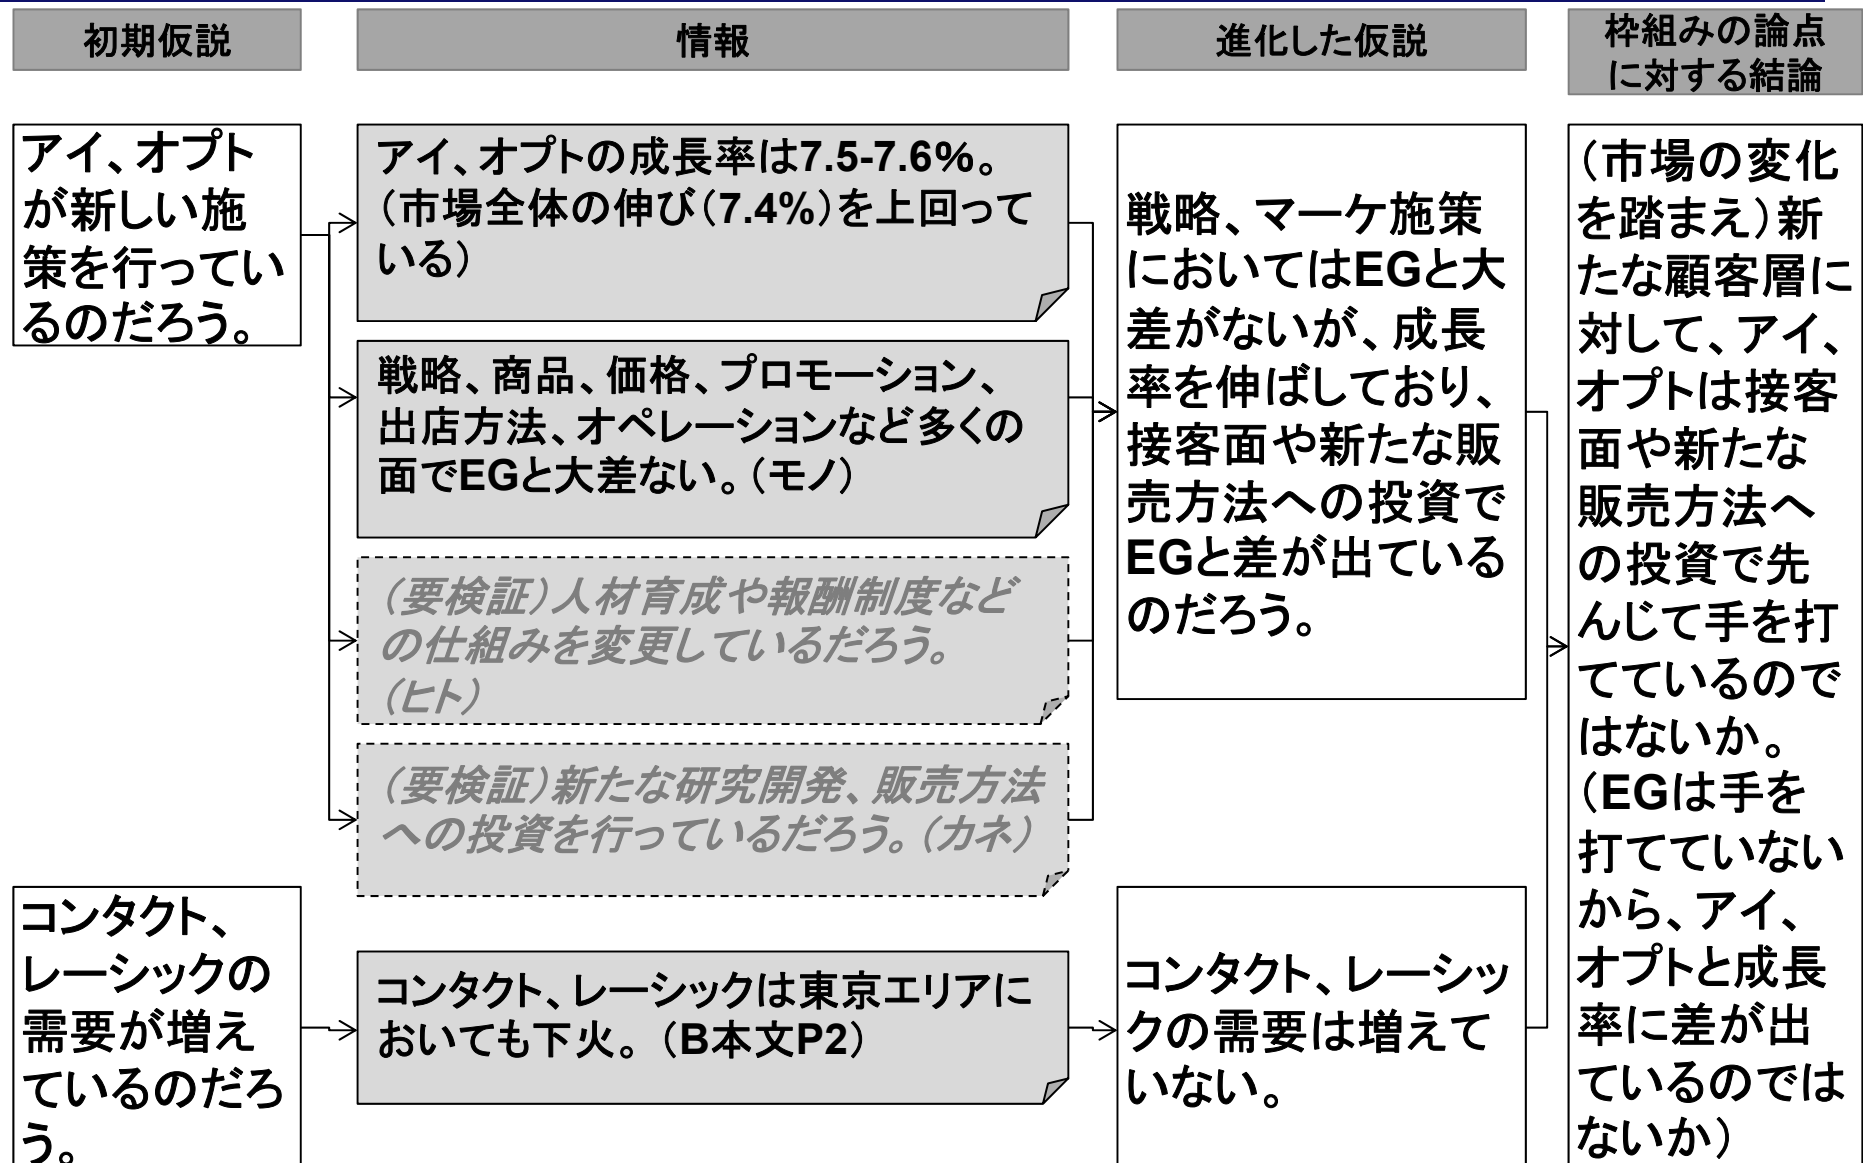 初期仮説
情報
進化した仮説
枠組みの論点
に対する結論
アイ、オプト
が新しい施
策を行ってい
るのだろう。
アイ、オプトの成長率は7.5-7.6％。
（市場全体の伸び（7.4%）を上回って
いる）
戦略、商品、価格、プロモーション、
出店方法、オペレーションなど多くの
面でEGと大差ない。（モノ）
（要検証）人材育成や報酬制度など
の仕組みを変更しているだろう。
（ヒト）
（要検証）新たな研究開発、販売方法
への投資を行っているだろう。（カネ）
戦略、マーケ施策
においてはEGと大
差がないが、成長
率を伸ばしており、
接客面や新たな販
売方法への投資で
EGと差が出ている
のだろう。
コンタクト、
レーシックの
需要が増え
ているのだろ
う。
コンタクト、レーシックは東京エリアに
おいても下火。（B本文P2）
コンタクト、レーシッ
クの需要は増えて
いない。
（市場の変化
を踏まえ）新
たな顧客層に
対して、アイ、
オプトは接客
面や新たな
販売方法へ
の投資で先
んじて手を打
てているので
はないか。
（EGは手を
打てていない
から、アイ、
オプトと成長
率に差が出
ているのでは
ないか）